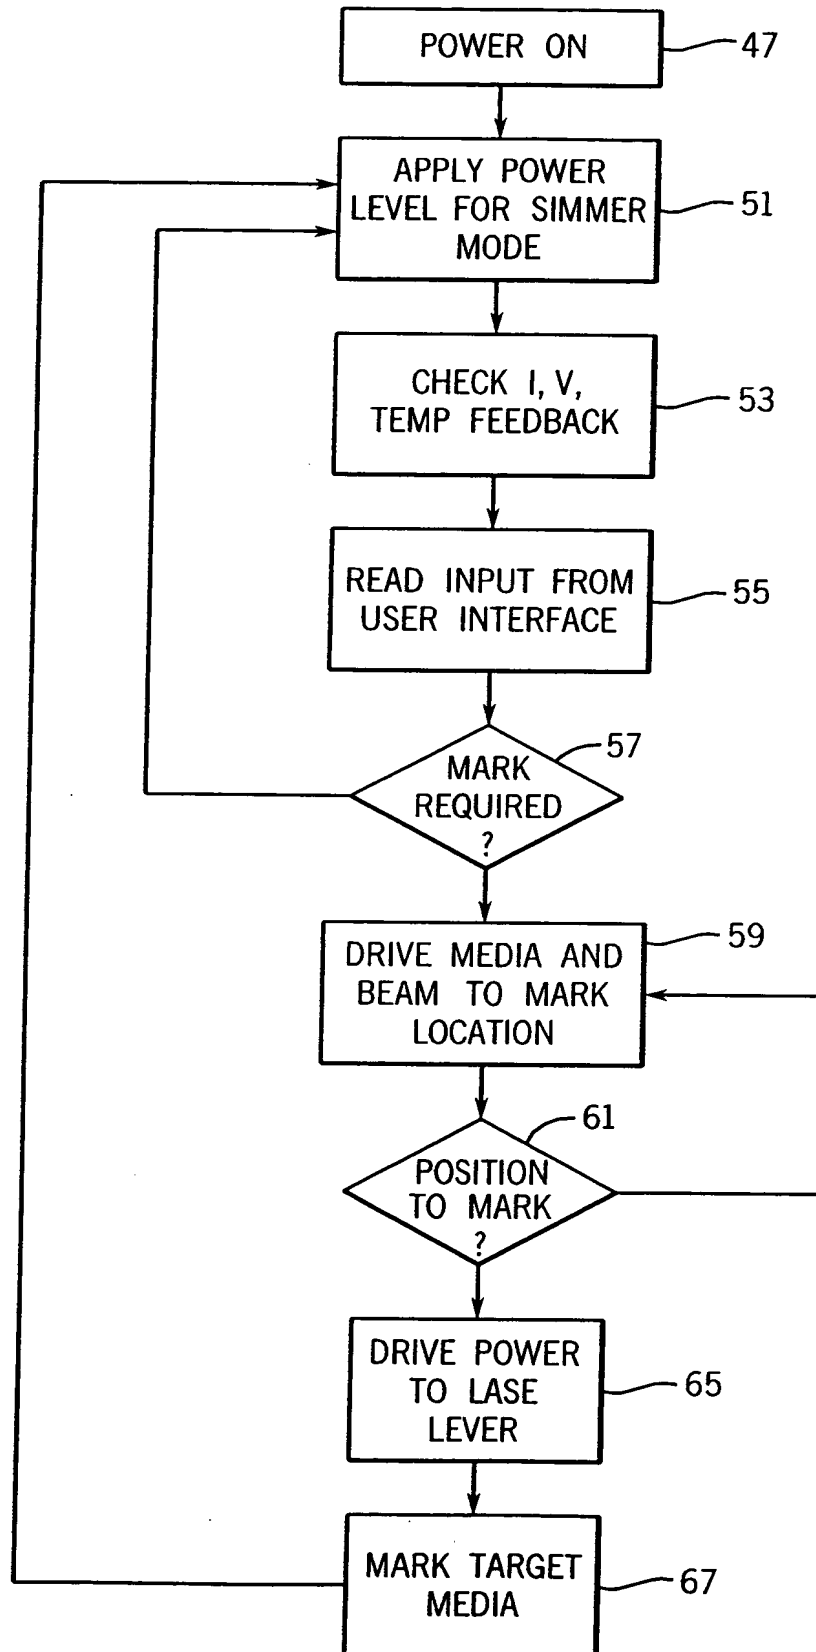 POWER ON
47
APPLY POWER
LEVEL FOR SIMMER
MODE
51
CHECK I, V,
TEMP FEEDBACK
53
READ INPUT FROM
USER INTERFACE
55
57
MARK
REQUIRED
?
59
DRIVE MEDIA AND
BEAM TO MARK
LOCATION
61
POSITION
TO MARK
?
DRIVE POWER
TO LASE
LEVER
65
MARK TARGET
MEDIA
67